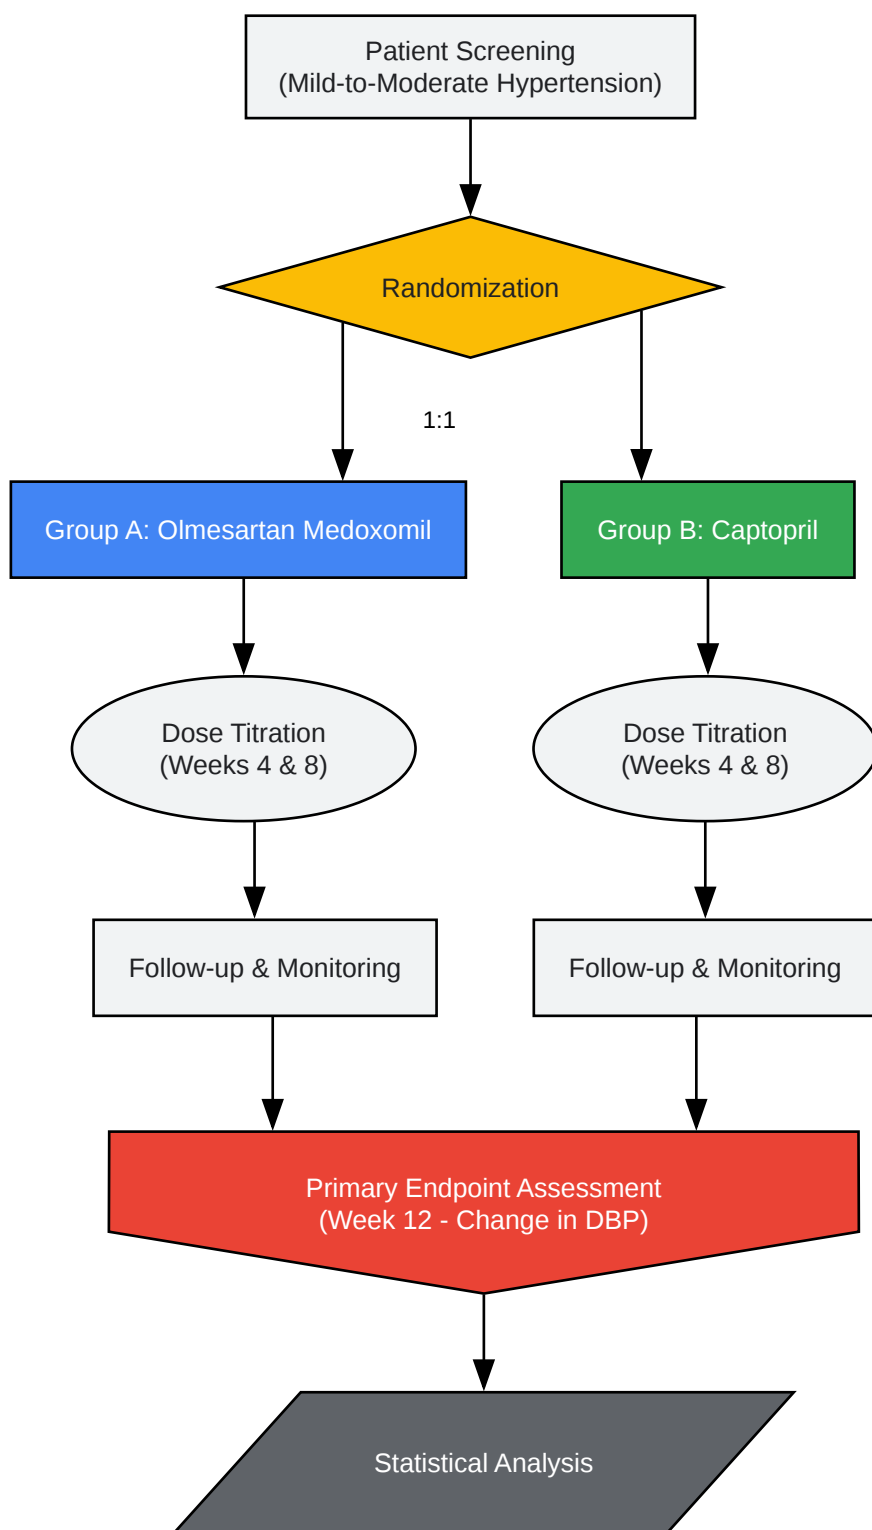 Patient Screening
(Mild-to-Moderate Hypertension)
Randomization
1:1
Group A: Olmesartan Medoxomil
Group B: Captopril
Dose Titration
(Weeks 4 & 8)
Dose Titration
(Weeks 4 & 8)
Follow-up & Monitoring
Follow-up & Monitoring
Primary Endpoint Assessment
(Week 12 - Change in DBP)
Statistical Analysis